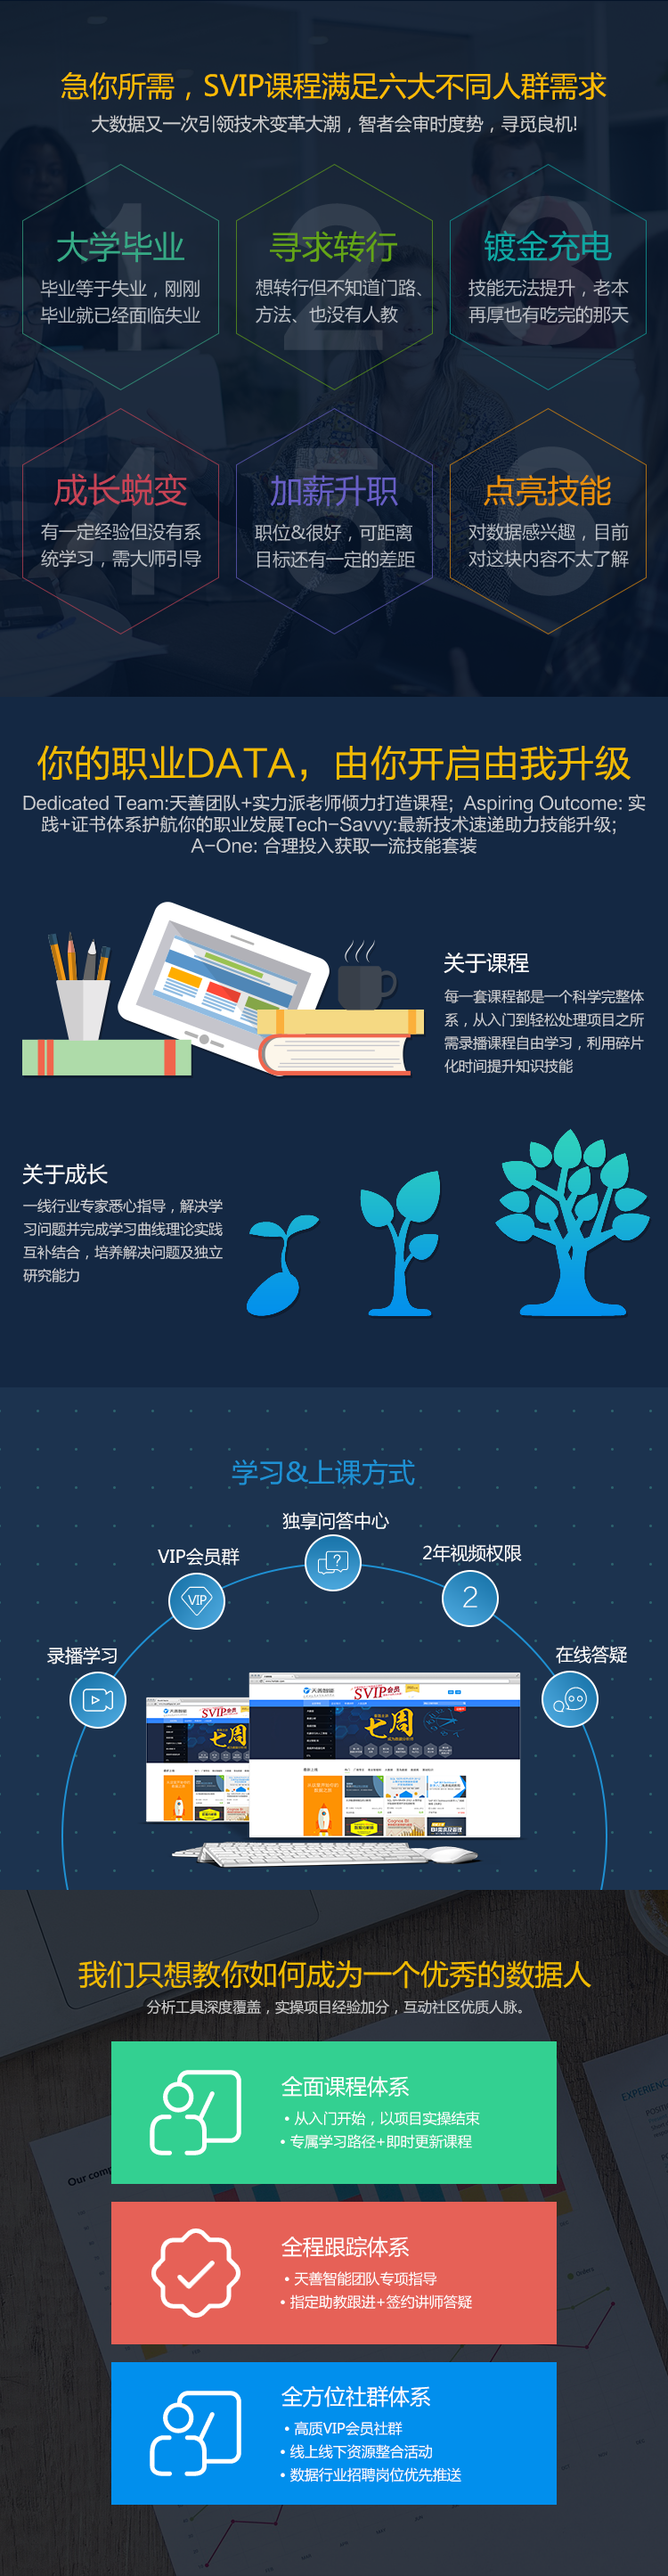 急你所需，SVIP课程满足六大不同人群需求
大数据又一次引领技术变革大潮，智者会审时度势，寻觅良机!
1
大学毕业
毕业等于失业，刚刚
毕业就已经面临失业
2
寻求转行
想转行但不知道门路、
方法、也没有人教
3
镀金充电
技能无法提升，老本
再厚也有吃完的那天
4
成长蜕变
有一定经验但没有系
统学习，需大师引导
5
加薪升职
职位&很好，可距离
目标还有一定的差距
6
点亮技能
对数据感兴趣，目前
对这块内容不太了解
你的职业DATA，由你开启由我升级
Dedicated Team:天善团队+实力派老师倾力打造课程；Aspiring Outcome: 实
践+证书体系护航你的职业发展Tech-Savvy:最新技术速递助力技能升级；
A-One: 合理投入获取一流技能套装
关于课程
每一套课程都是一个科学完整体
系，从入门到轻松处理项目之所
需录播课程自由学习，利用碎片
化时间提升知识技能
关于成长
一线行业专家悉心指导，解决学
习问题并完成学习曲线理论实践
互补结合，培养解决问题及独立
研究能力
学习&上课方式
独享问答中心
VIP会员群
2年视频权限
VIP
2
录播学习
在线答疑
天善智能
SVIP会员
七周
我们只想教你如何成为一个优秀的数据人
分析工具深度覆盖，实操项目经验加分，互动社区优质人脉。
全面课程体系
• 从入门开始，以项目实操结束
• 专属学习路径+即时更新课程
EXPERIENC
Our comp
全程跟踪体系
• 天善智能团队专项指导
• 指定助教跟进+签约讲师答疑
Orders
全方位社群体系
• 高质VIP会员社群
• 线上线下资源整合活动
• 数据行业招聘岗位优先推送